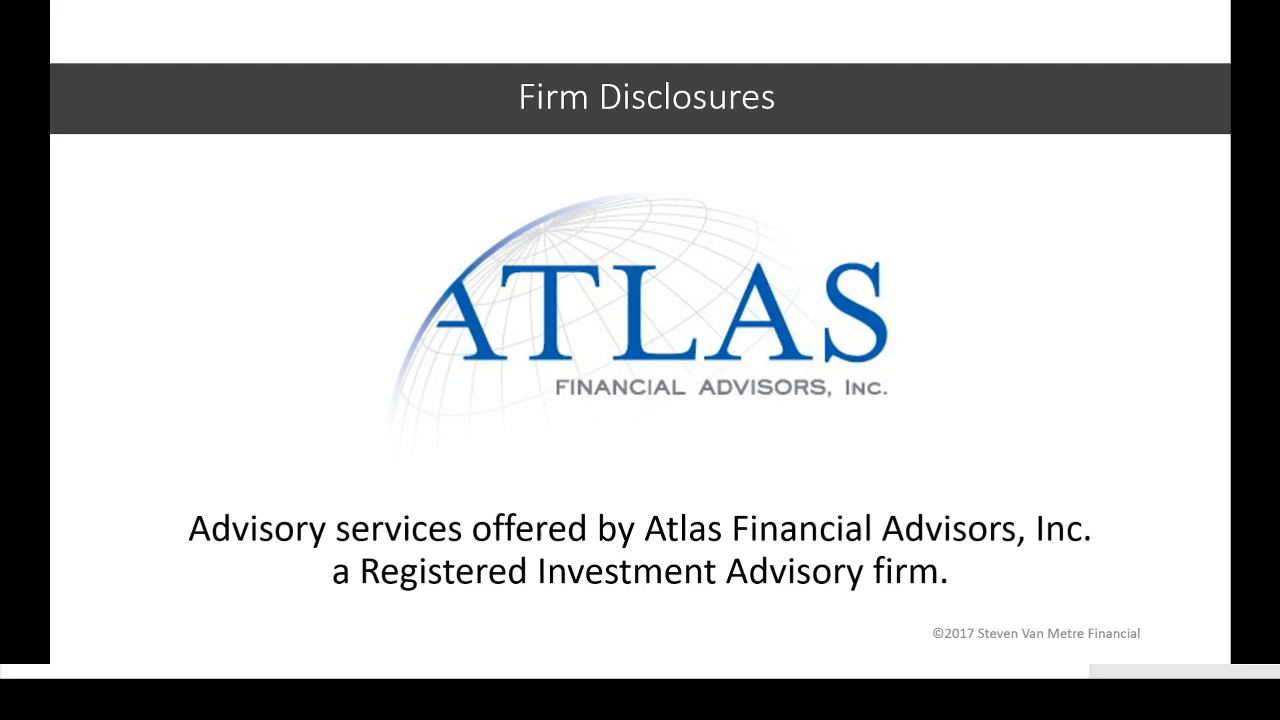 Firm Disclosures
ATLAS
FINANCIAL ADVISORS, INC.
Advisory services offered by Atlas Financial Advisors, Inc.
a Registered Investment Advisory firm.
©2017 Steven Van Metre Financial